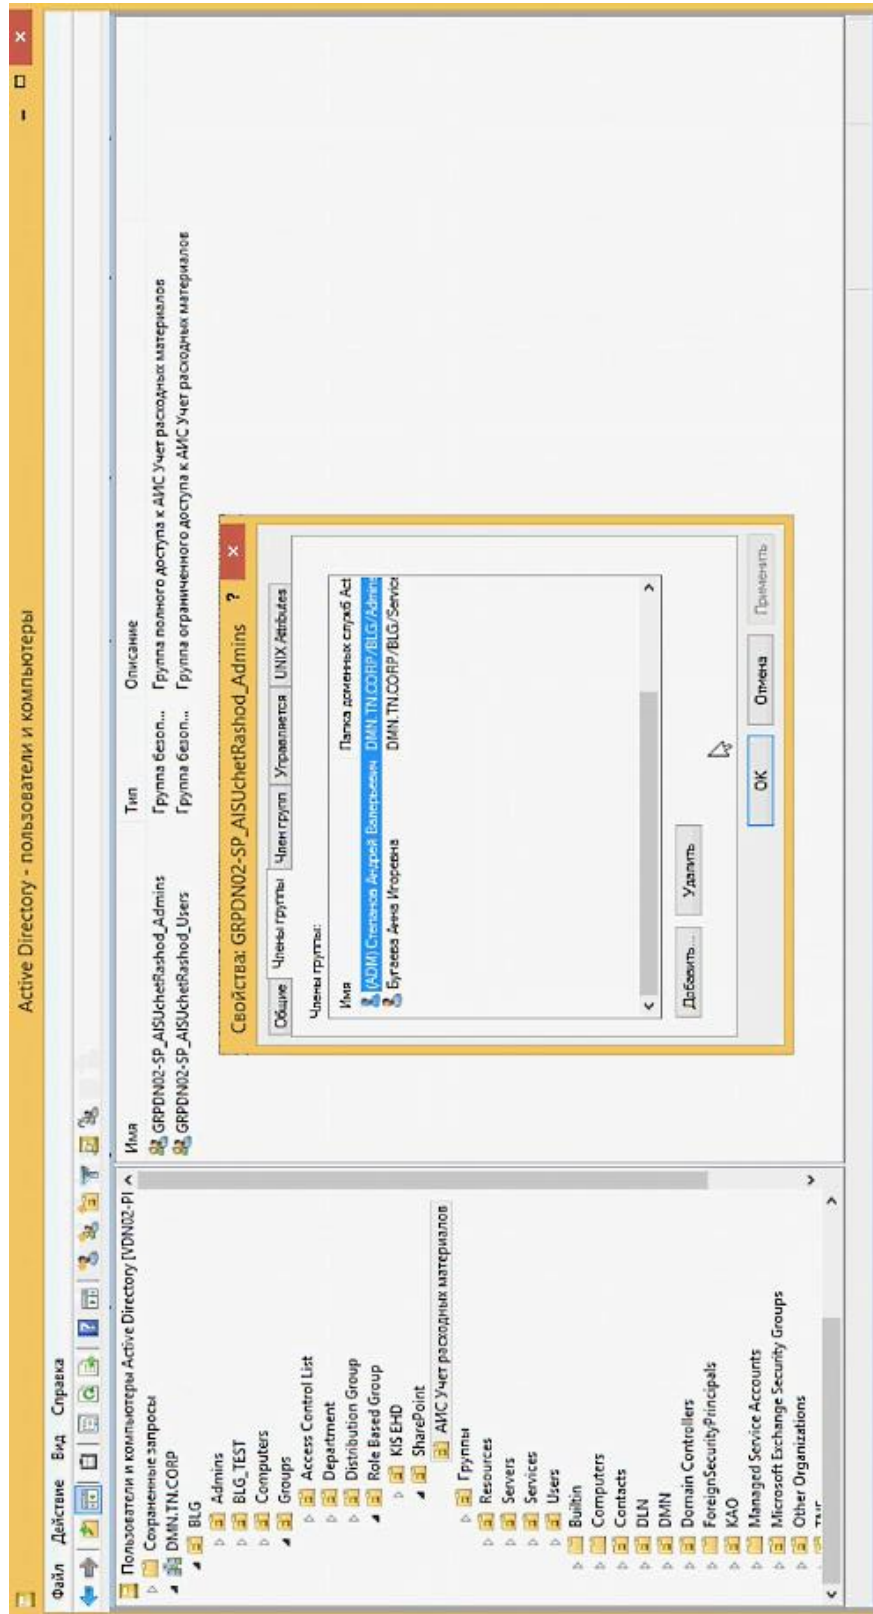 Active Directory - пользователи и компьютеры
Файл Действие Вид Справка
Пользователи и компьютеры Active Directory [VDN02-PI
Сохраненные запросы
DMN.TN.CORP
BLG
Admins
BLG_TEST
Computers
Groups
Access Control List
Department
Distribution Group
Role Based Group
KIS EHD
SharePoint
АИС Учет расходных материалов
Группы
Resources
Servers
Services
Users
Builtin
Computers
Contacts
DLN
DMN
Domain Controllers
ForeignSecurityPrincipals
KAO
Managed Service Accounts
Microsoft Exchange Security Groups
Other Organizations
Имя Тип Описание
GRPDN02-SP_AISUchetRashod_Admins Группа безоп... Группа полного доступа к АИС Учет расходных материалов
GRPDN02-SP_AISUchetRashod_Users Группа безоп... Группа ограниченного доступа к АИС Учет расходных материалов
Свойства: GRPDN02-SP_AISUchetRashod_Admins ?
Общие Члены группы Член групп Управляется UNIX Attributes
Члены группы:
Имя Папка доменных служб Act
(ADM) Степанов Андрей Валерьевич DMN.TN.CORP/BLG/Admins
Бугаева Анна Игоревна DMN.TN.CORP/BLG/Service
Добавить... Удалить
OK Отмена Применить